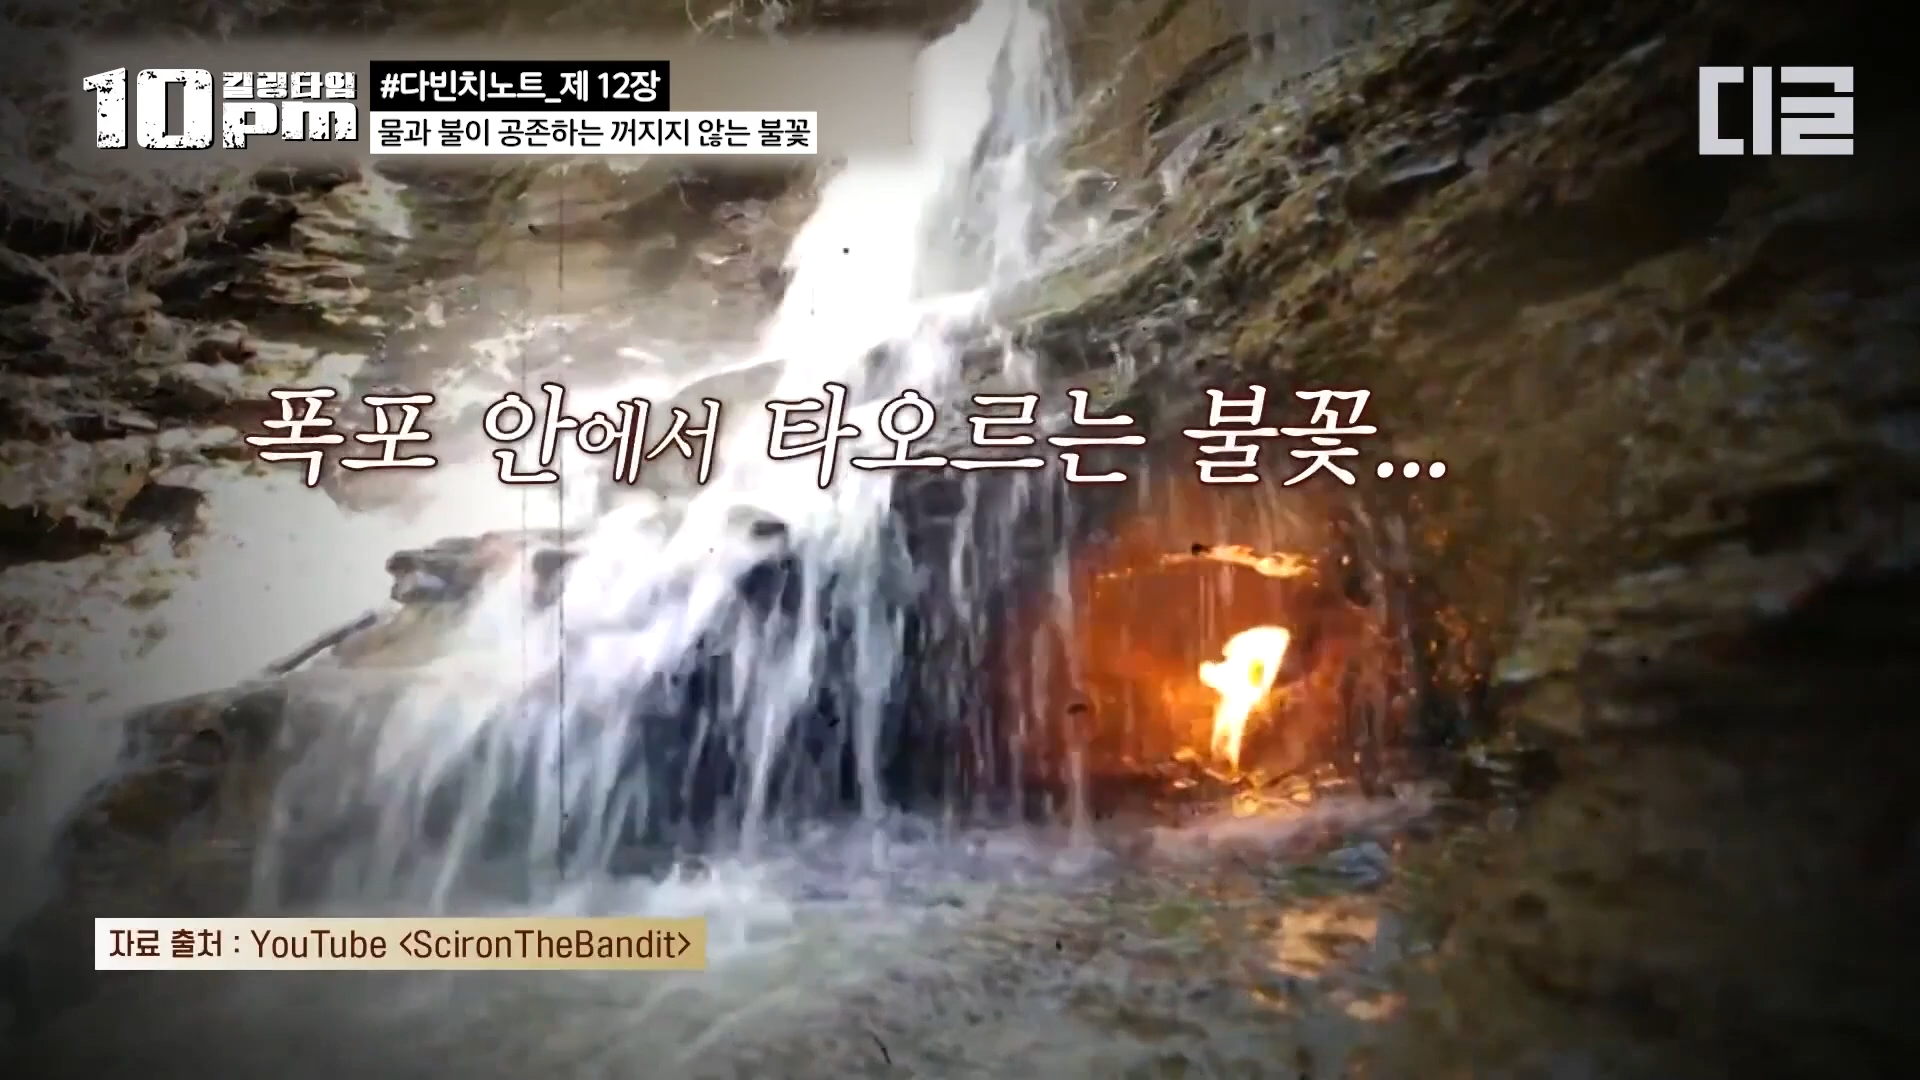 10
킬링타임
pm
#다빈치노트_제 12장
물과 불이 공존하는 꺼지지 않는 불꽃
디글
폭포 안에서 타오르는 불꽃...
자료 출처 : YouTube <ScironTheBandit>